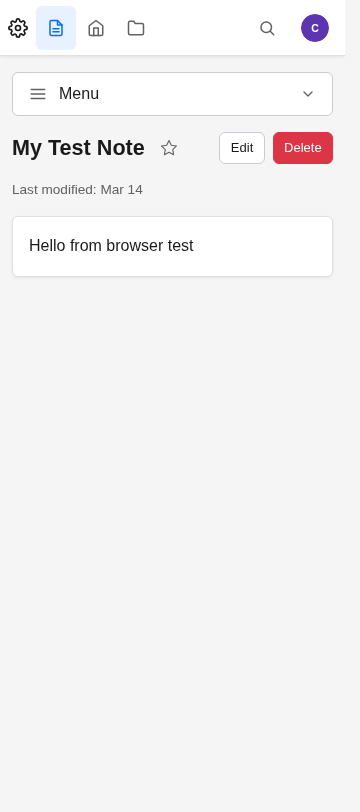 C
Menu
My Test Note
Edit
Delete
Last modified: Mar 14
Hello from browser test